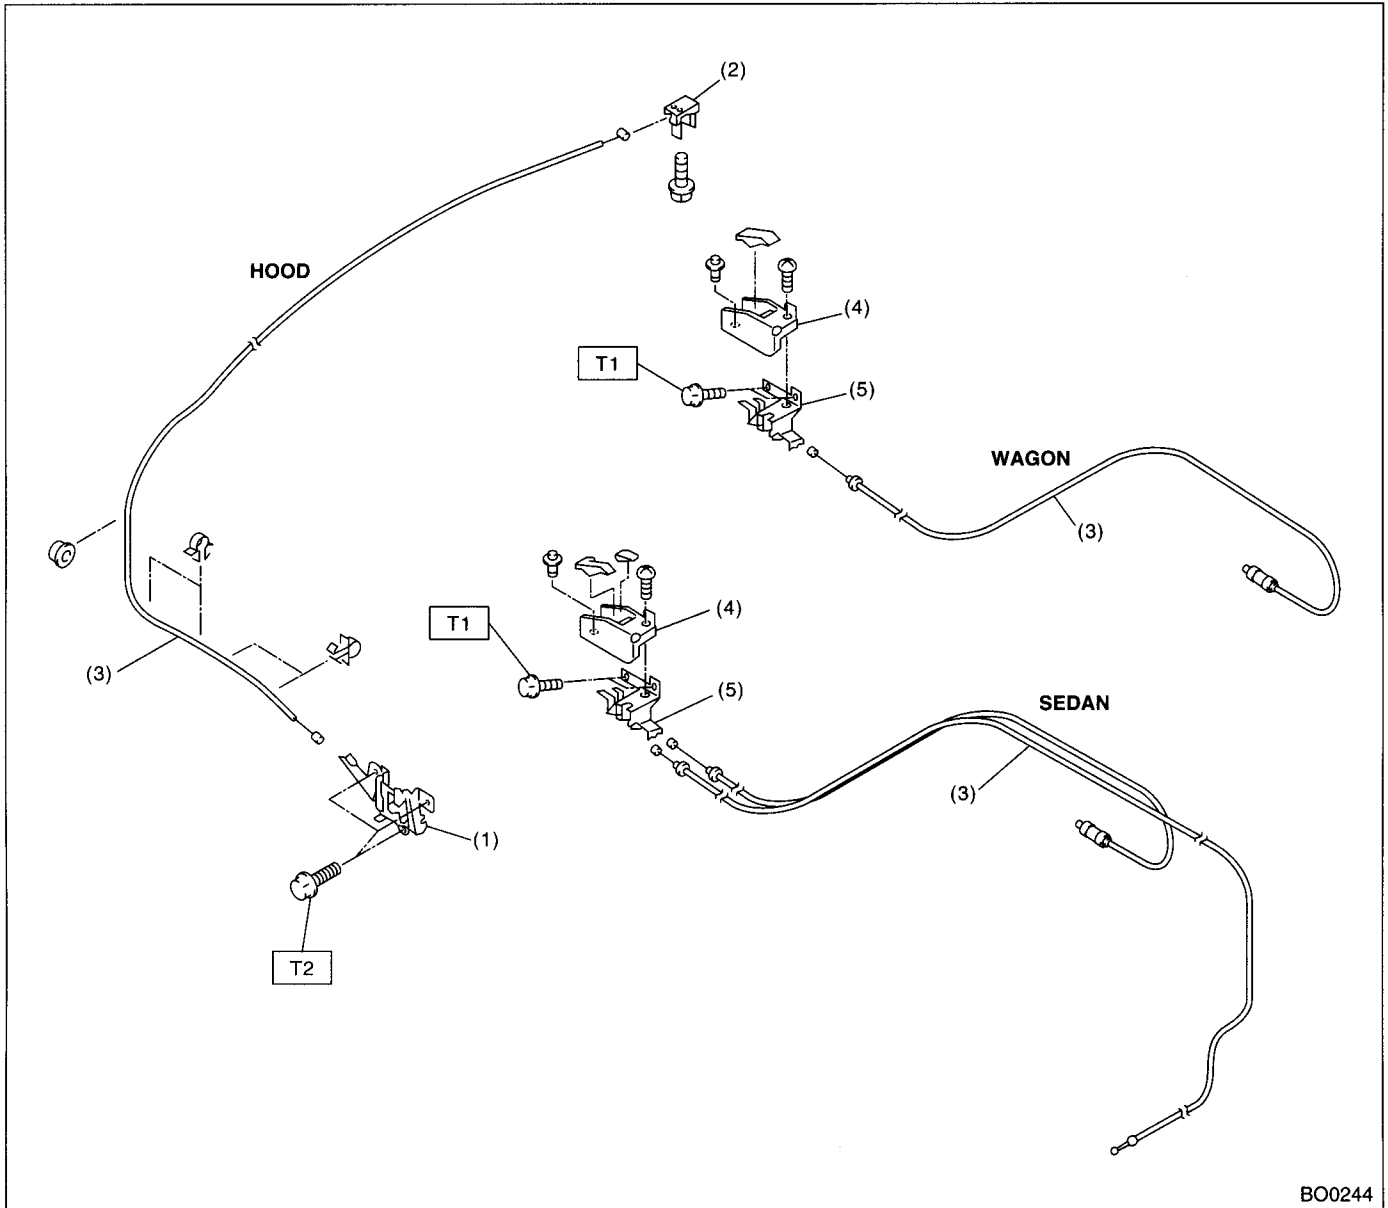 (2)
HOOD
(4)
T1
(5)
WAGON
(3)
(4)
T1
(3)
(5)
SEDAN
(3)
(1)
T2
BO0244